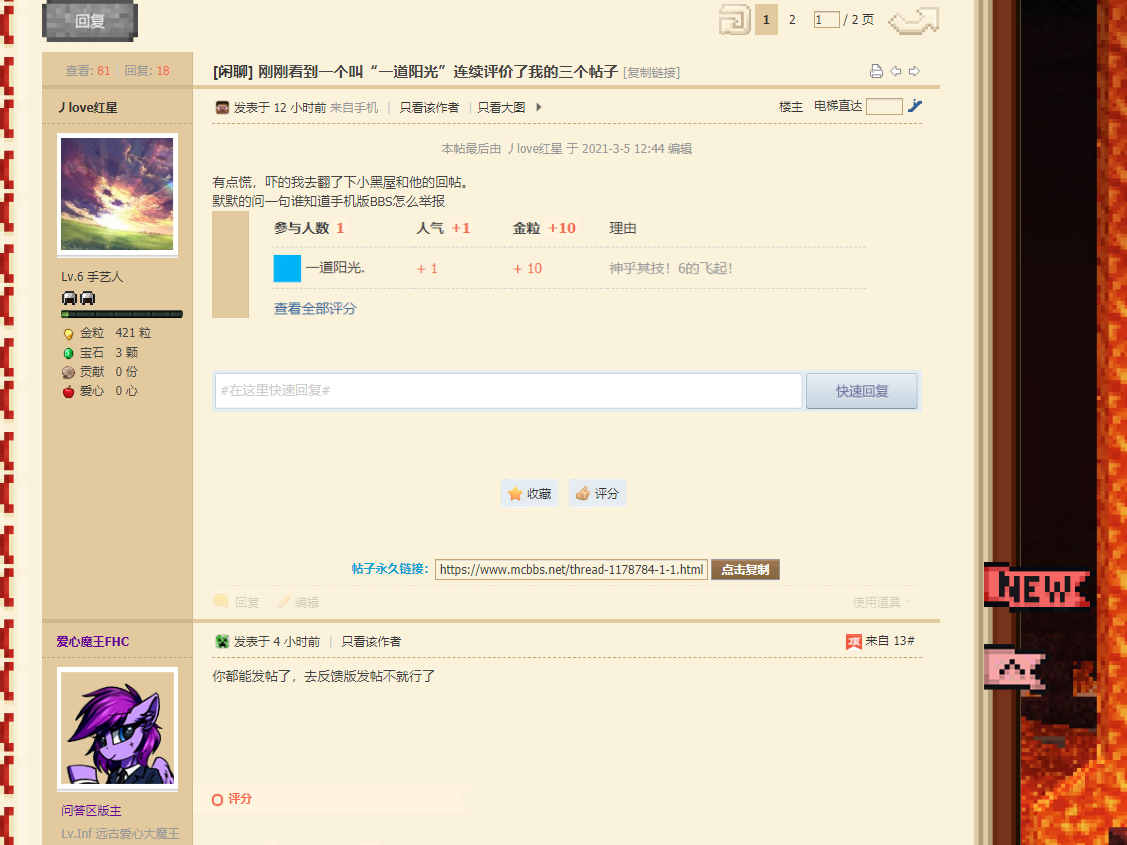 回复
1 2 1 / 2 页
查看: 81 回复: 18
[闲聊] 刚刚看到一个叫“一道阳光”连续评价了我的三个帖子 [复制链接]
丿love红星
发表于 12 小时前 来自手机 | 只看该作者 | 只看大图
楼主 电梯直达
本帖最后由 丿love红星 于 2021-3-5 12:44 编辑
有点慌，吓的我去翻了下小黑屋和他的回帖。
默默的问一句谁知道手机版BBS怎么举报
参与人数 1 人气 +1 金粒 +10 理由
一道阳光. + 1 + 10 神乎其技！6的飞起！
查看全部评分
Lv.6 手艺人
金粒 421 粒
宝石 3 颗
贡献 0 份
爱心 0 心
#在这里快速回复#
快速回复
收藏 评分
帖子永久链接: https://www.mcbbs.net/thread-1178784-1-1.html 点击复制
回复 编辑 使用道具
NEW
爱心魔王FHC
发表于 4 小时前 | 只看该作者
来自 13#
你都能发帖了，去反馈版发帖不就行了
评分
问答区版主
Lv.Inf 远古爱心大魔王